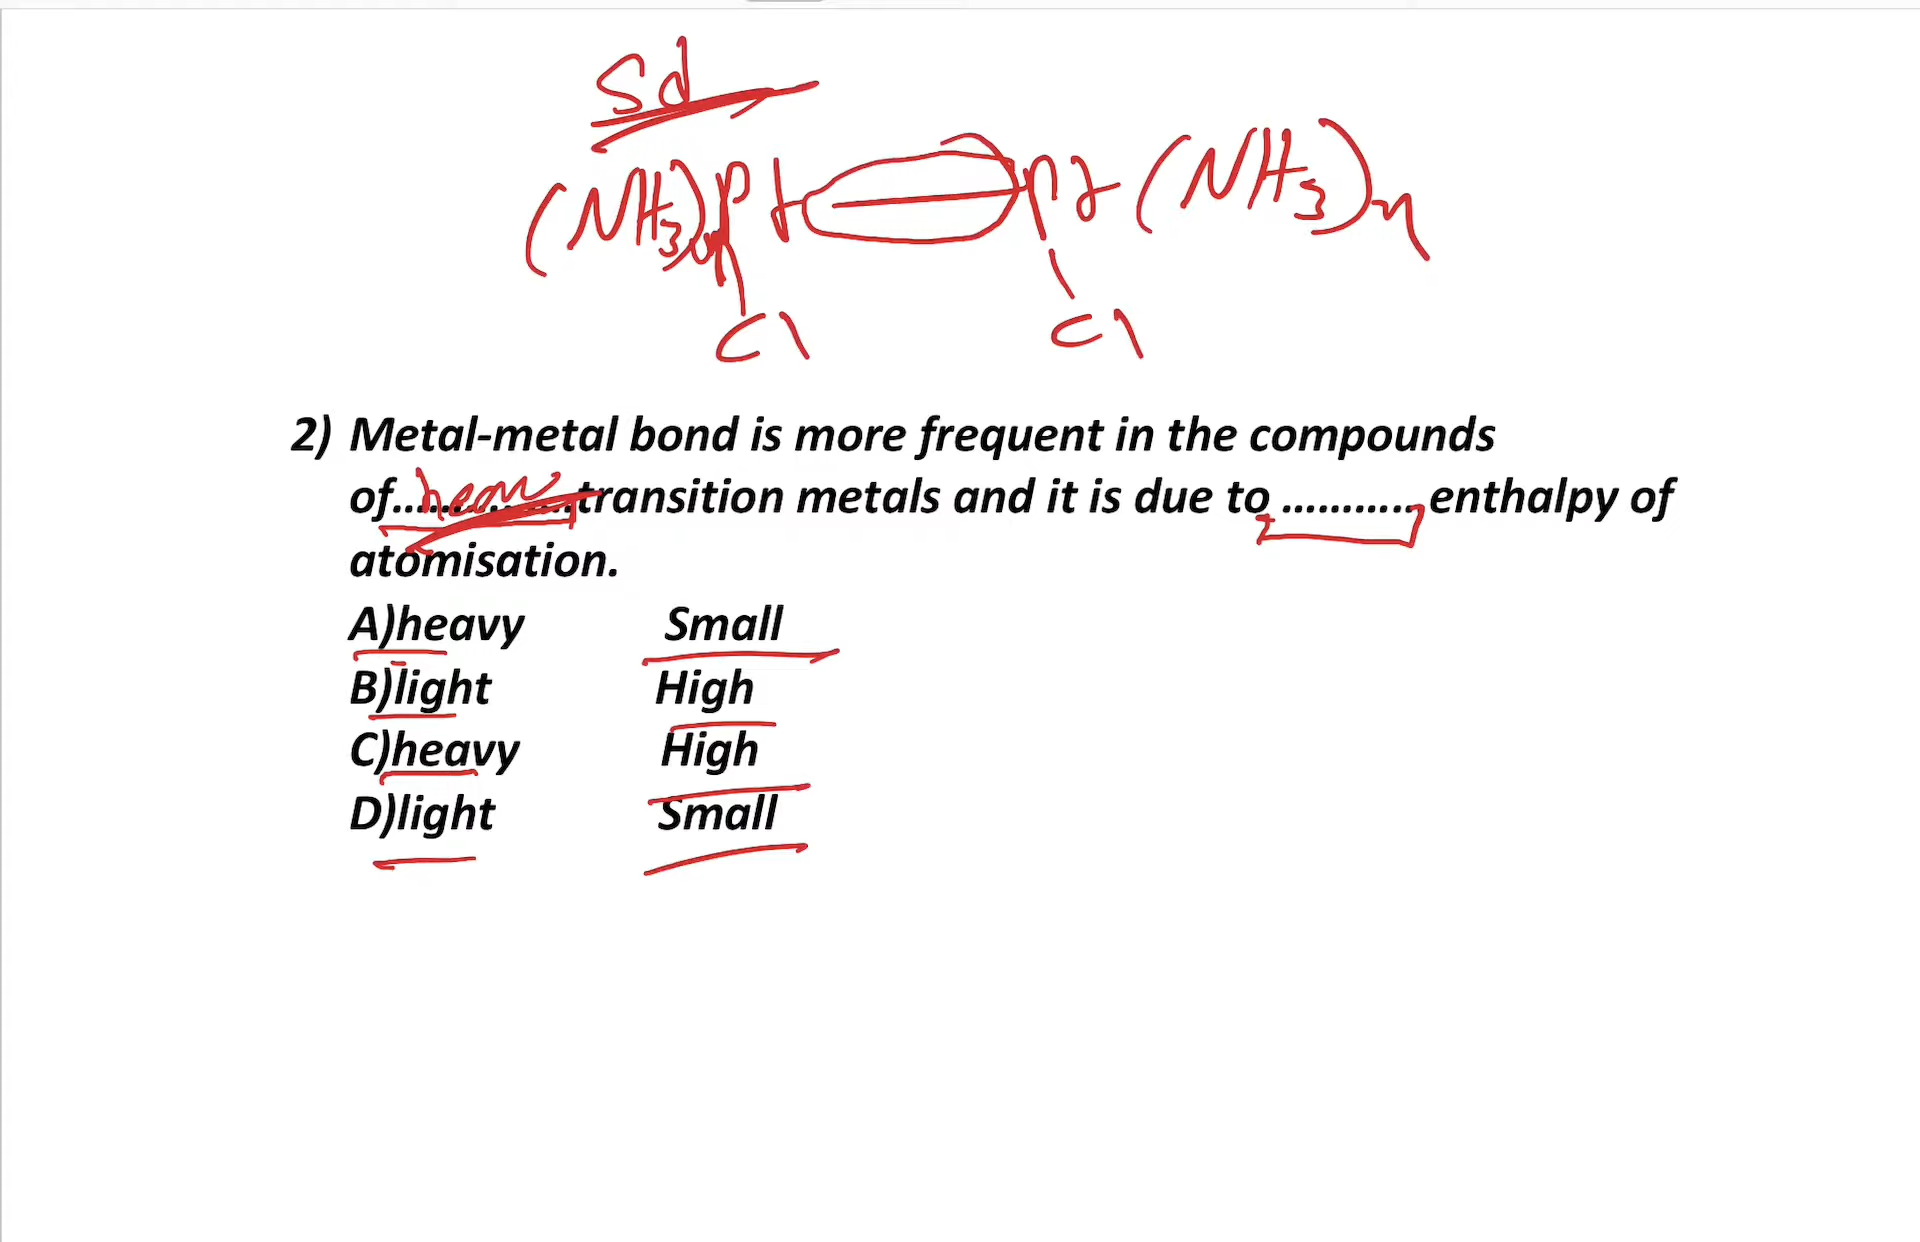 5d
(NH3)n Pt Pt (NH3)n
Cl Cl
2) Metal-metal bond is more frequent in the compounds
of..heavy............transition metals and it is due to ........... enthalpy of
atomisation.
A)heavy Small
B)light High
C)heavy High
D)light Small